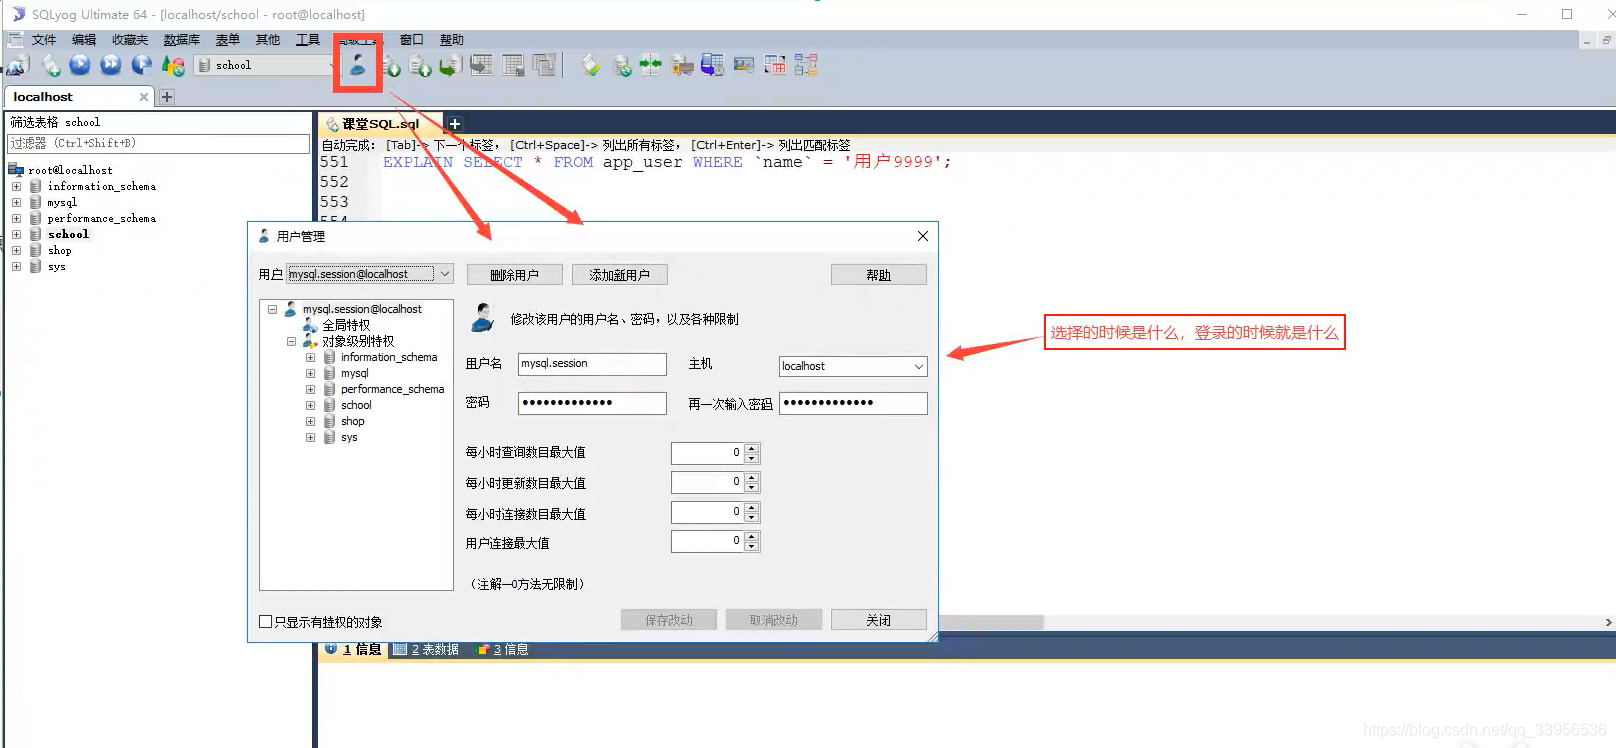 SQLyog Ultimate 64 - [localhost/school - root@localhost]
文件 编辑 收藏夹 数据库 表单 其他 工具 高级工具 窗口 帮助
school
localhost
筛选表格 school
过滤器 (Ctrl+Shift+B)
root@localhost
information_schema
mysql
performance_schema
school
shop
sys
课堂SQL.sql
自动完成: [Tab]-> 下一个标签, [Ctrl+Space]-> 列出所有标签, [Ctrl+Enter]-> 列出匹配标签
551 EXPLAIN SELECT * FROM app_user WHERE `name` = '用户9999';
552
553
554
用户管理
用户 mysql.session@localhost 删除用户 添加新用户 帮助
mysql.session@localhost
全局特权
对象级别特权
information_schema
mysql
performance_schema
school
shop
sys
修改该用户的用户名、密码，以及各种限制
用户名 mysql.session 主机 localhost
密码 ●●●●●●●●●●●●● 再一次输入密码 ●●●●●●●●●●●●●
每小时查询数目最大值 0
每小时更新数目最大值 0
每小时连接数目最大值 0
用户连接最大值 0
（注解—0方法无限制）
只显示有特权的对象 保存改动 取消改动 关闭
选择的时候是什么，登录的时候就是什么
1 信息 2 表数据 3 信息
https://blog.csdn.net/qq_33956536